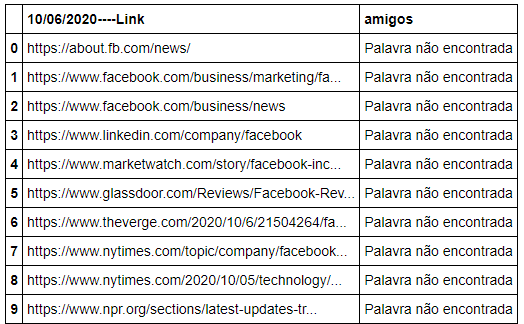 10/06/2020----Link amigos
0 https://about.fb.com/news/ Palavra não encontrada
1 https://www.facebook.com/business/marketing/fa... Palavra não encontrada
2 https://www.facebook.com/business/news Palavra não encontrada
3 https://www.linkedin.com/company/facebook Palavra não encontrada
4 https://www.marketwatch.com/story/facebook-inc... Palavra não encontrada
5 https://www.glassdoor.com/Reviews/Facebook-Rev... Palavra não encontrada
6 https://www.theverge.com/2020/10/6/21504264/fa... Palavra não encontrada
7 https://www.nytimes.com/topic/company/facebook... Palavra não encontrada
8 https://www.nytimes.com/2020/10/05/technology/... Palavra não encontrada
9 https://www.npr.org/sections/latest-updates-tr... Palavra não encontrada